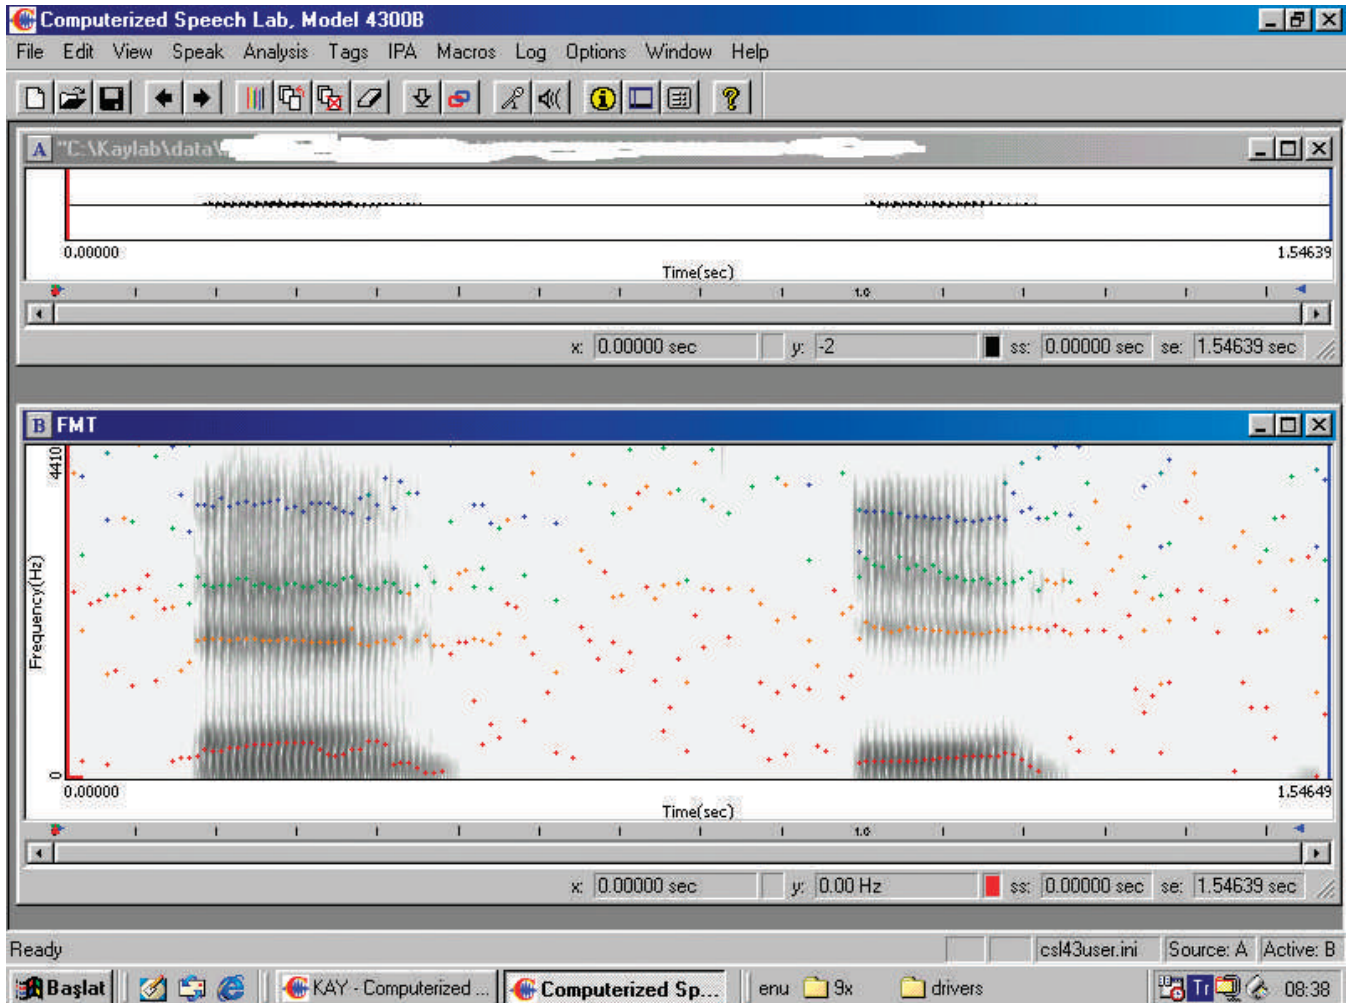 Computerized Speech Lab, Model 4300B
File Edit View Speak Analysis Tags IPA Macros Log Options Window Help
A "C:\Kaylab\data\
0.00000 1.54639
Time(sec)
1.0
x: 0.00000 sec y: -2 ss: 0.00000 sec se: 1.54639 sec
B FMT
4410
Frequency(Hz)
0
0.00000 1.54649
Time(sec)
1.0
x: 0.00000 sec y: 0.00 Hz ss: 0.00000 sec se: 1.54639 sec
Ready csl43user.ini Source: A Active: B
Başlat KAY - Computerized ... Computerized Sp... enu 9x drivers Tr 08:38